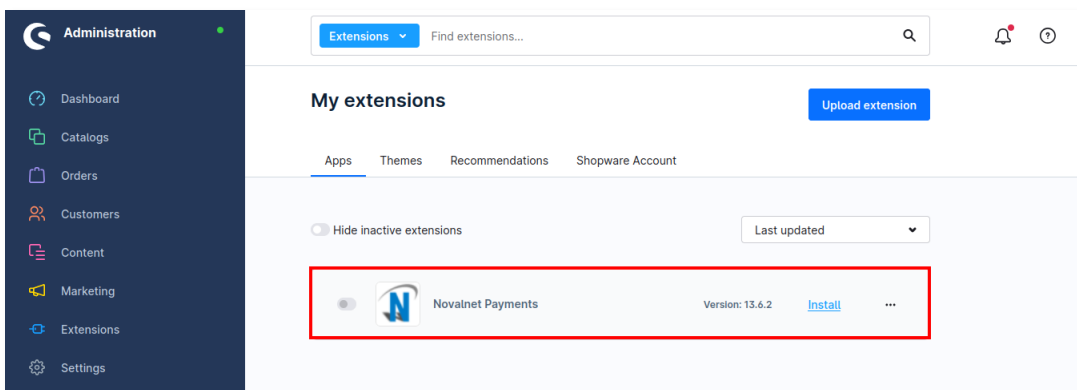 Administration
Dashboard
Catalogs
Orders
Customers
Content
Marketing
Extensions
Settings
Extensions Find extensions...
My extensions
Upload extension
Apps Themes Recommendations Shopware Account
Hide inactive extensions
Last updated
Novalnet Payments Version: 13.6.2 Install ...